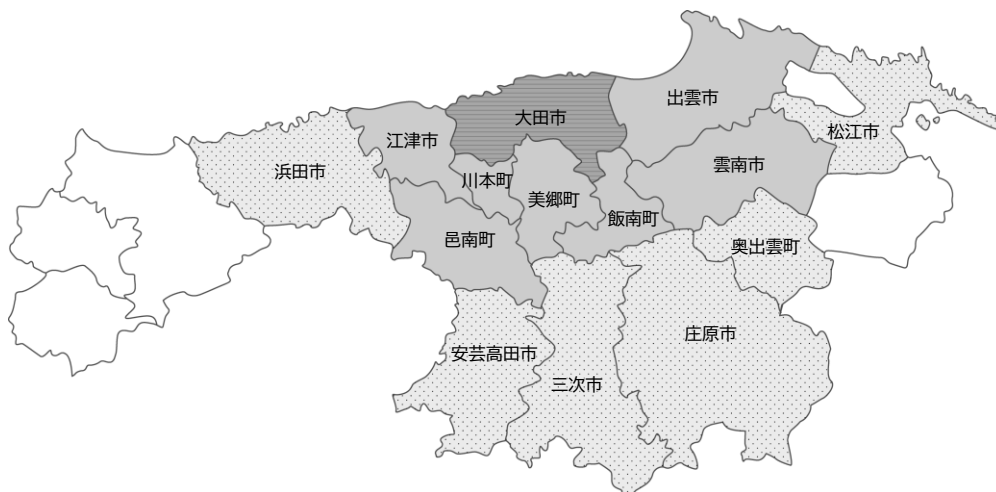 出雲市
大田市
松江市
江津市
浜田市
雲南市
川本町
美郷町
飯南町
邑南町
奥出雲町
庄原市
安芸高田市
三次市